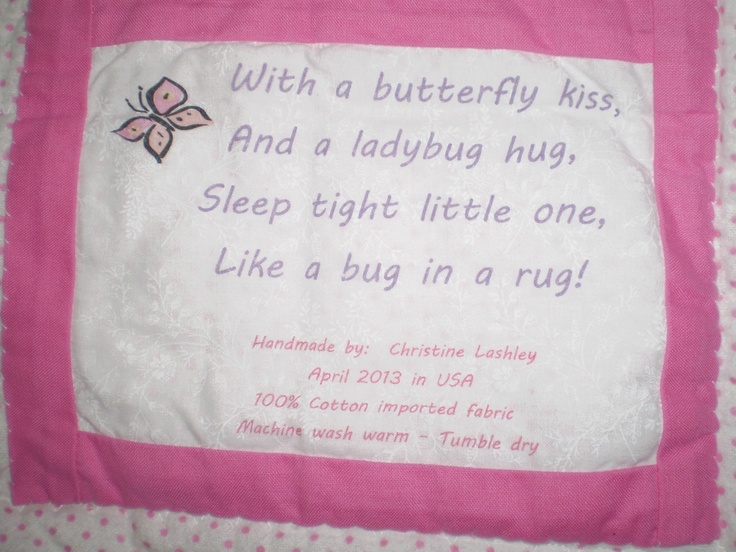 With a butterfly kiss,
And a ladybug hug,
Sleep tight little one,
Like a bug in a rug!
Handmade by: Christine Lashley
April 2013 in USA
100% Cotton imported fabric
Machine wash warm - Tumble dry